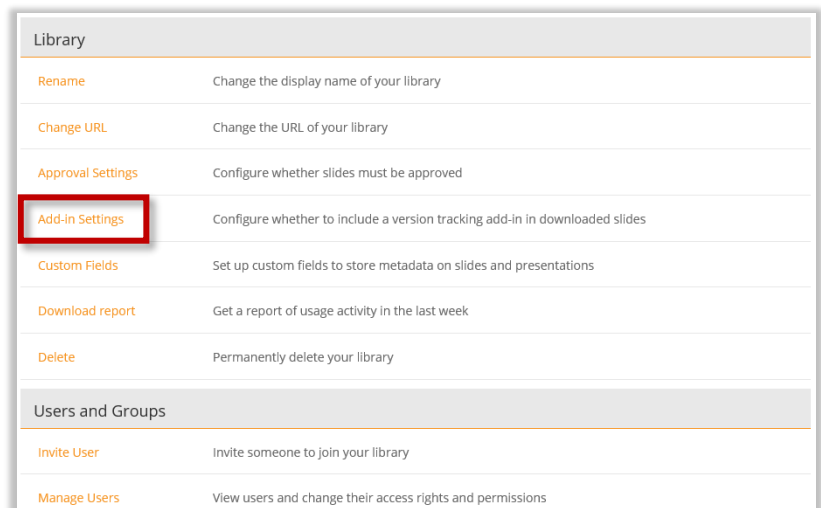 Library
Rename Change the display name of your library
Change URL Change the URL of your library
Approval Settings Configure whether slides must be approved
Add-in Settings Configure whether to include a version tracking add-in in downloaded slides
Custom Fields Set up custom fields to store metadata on slides and presentations
Download report Get a report of usage activity in the last week
Delete Permanently delete your library
Users and Groups
Invite User Invite someone to join your library
Manage Users View users and change their access rights and permissions